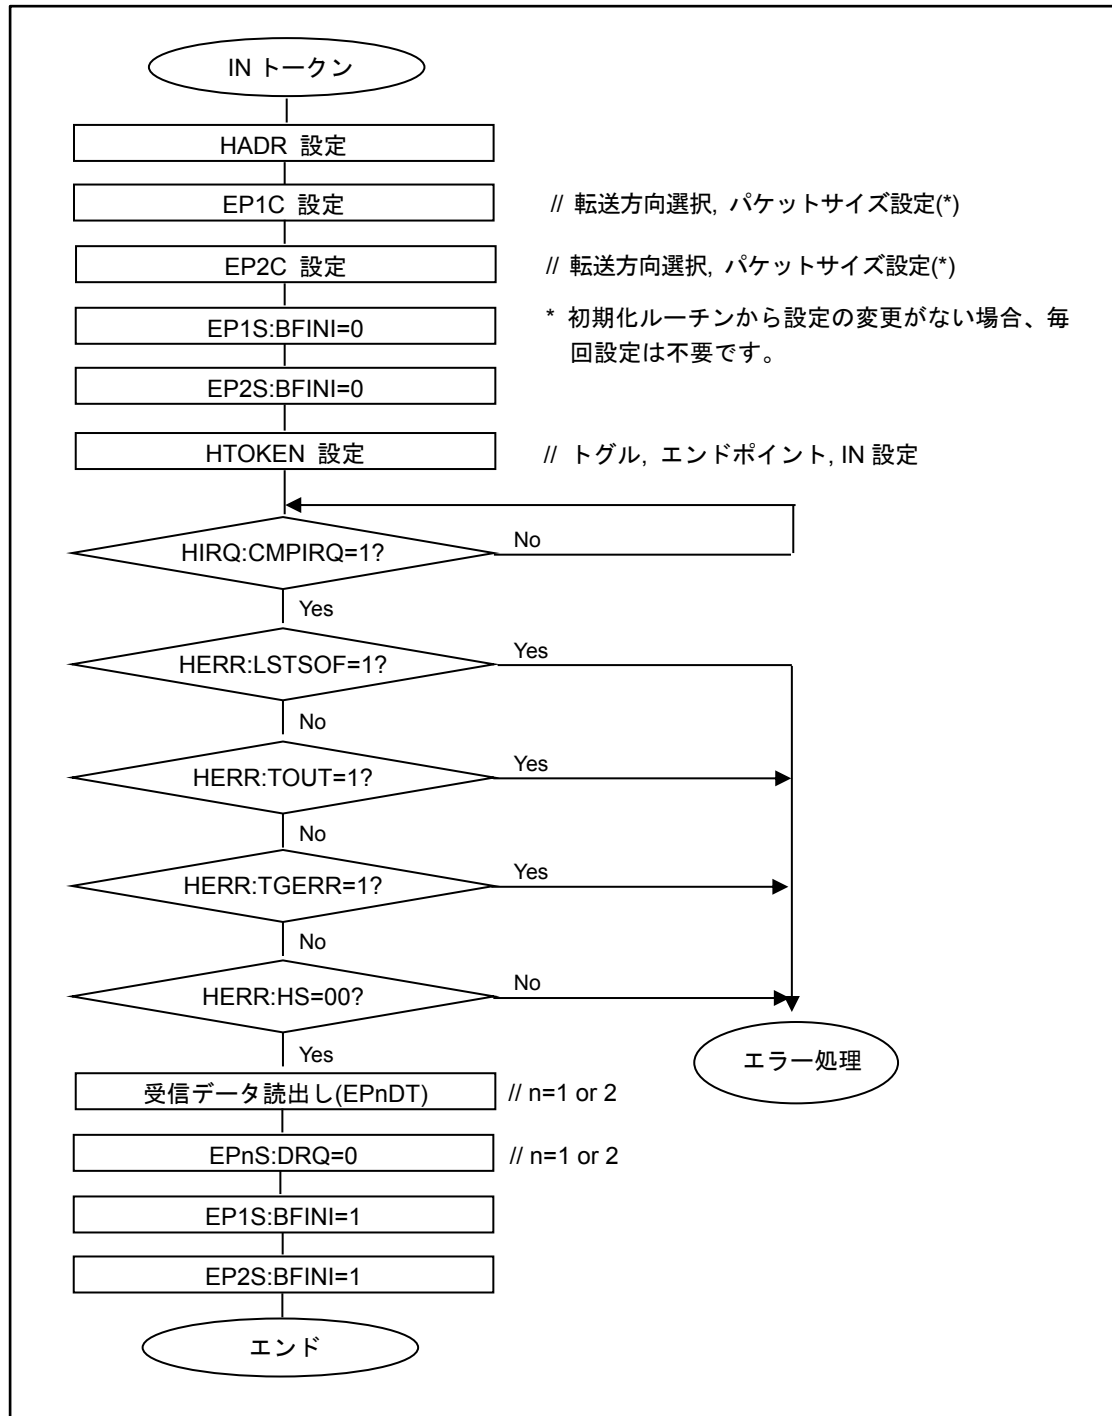 IN トークン
HADR 設定
EP1C 設定
// 転送方向選択, パケットサイズ設定(*)
EP2C 設定
// 転送方向選択, パケットサイズ設定(*)
EP1S:BFINI=0
* 初期化ルーチンから設定の変更がない場合、毎
回設定は不要です。
EP2S:BFINI=0
HTOKEN 設定
// トグル, エンドポイント, IN 設定
HIRQ:CMPIRQ=1?
No
Yes
HERR:LSTSOF=1?
Yes
No
HERR:TOUT=1?
Yes
No
HERR:TGERR=1?
Yes
No
HERR:HS=00?
No
Yes
エラー処理
受信データ読出し(EPnDT)
// n=1 or 2
EPnS:DRQ=0
// n=1 or 2
EP1S:BFINI=1
EP2S:BFINI=1
エンド